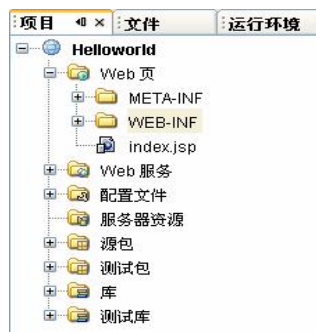 项目 文件 运行环境
Helloworld
Web 页
META-INF
WEB-INF
index.jsp
Web 服务
配置文件
服务器资源
源包
测试包
库
测试库